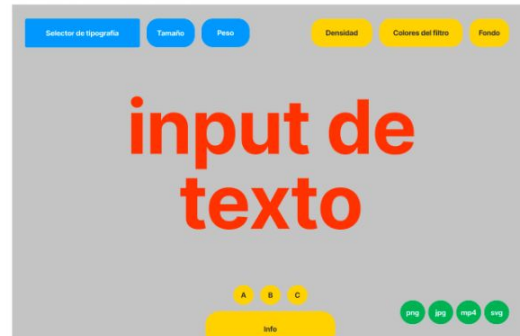 Selector de tipografía Tamaño Peso Densidad Colores del filtro Fondo
input de
texto
A B C
png jpg mp4 svg
Info